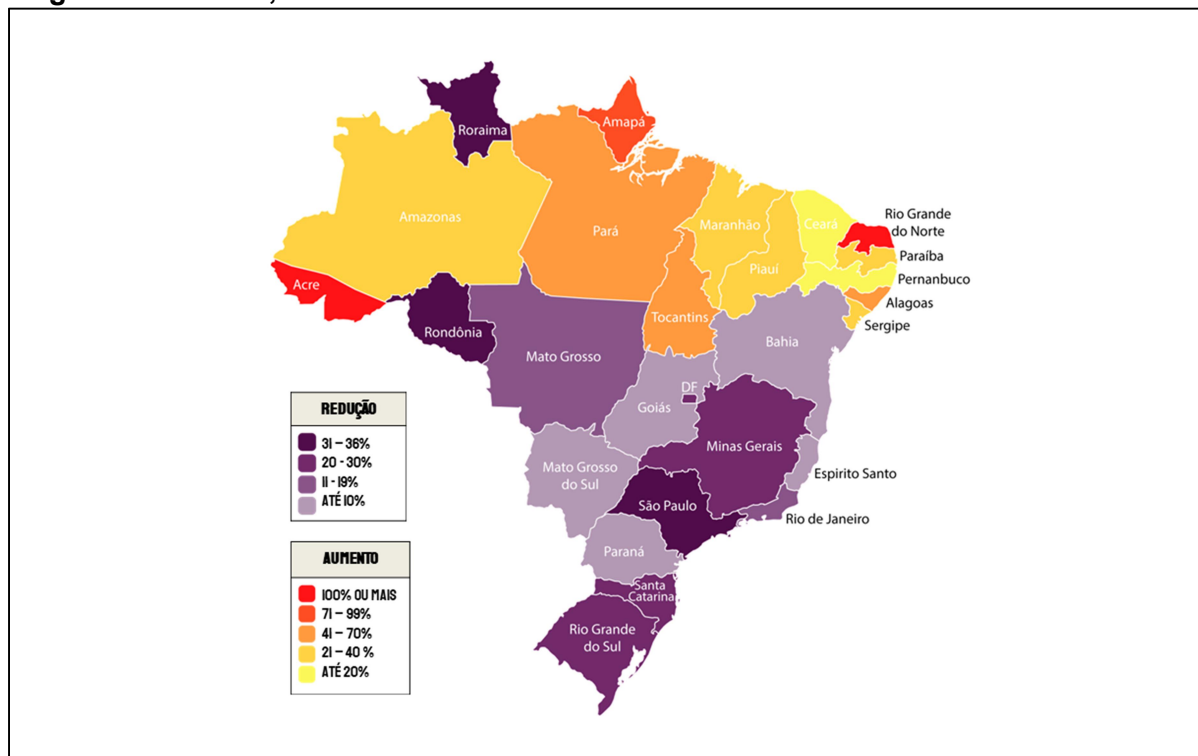 Roraima
Amapá
Amazonas
Pará
Maranhão
Ceará
Rio Grande
do Norte
Paraíba
Piauí
Pernanbuco
Acre
Alagoas
Tocantins
Sergipe
Rondônia
Bahia
Mato Grosso
DF
Goiás
Minas Gerais
Mato Grosso
do Sul
Espirito Santo
São Paulo
Rio de Janeiro
Paraná
Santa
Catarina
Rio Grande
do Sul
REDUÇÃO
31 – 36%
20 - 30%
11 - 19%
ATÉ 10%
AUMENTO
100% OU MAIS
71 – 99%
41 – 70%
21 – 40 %
ATÉ 20%